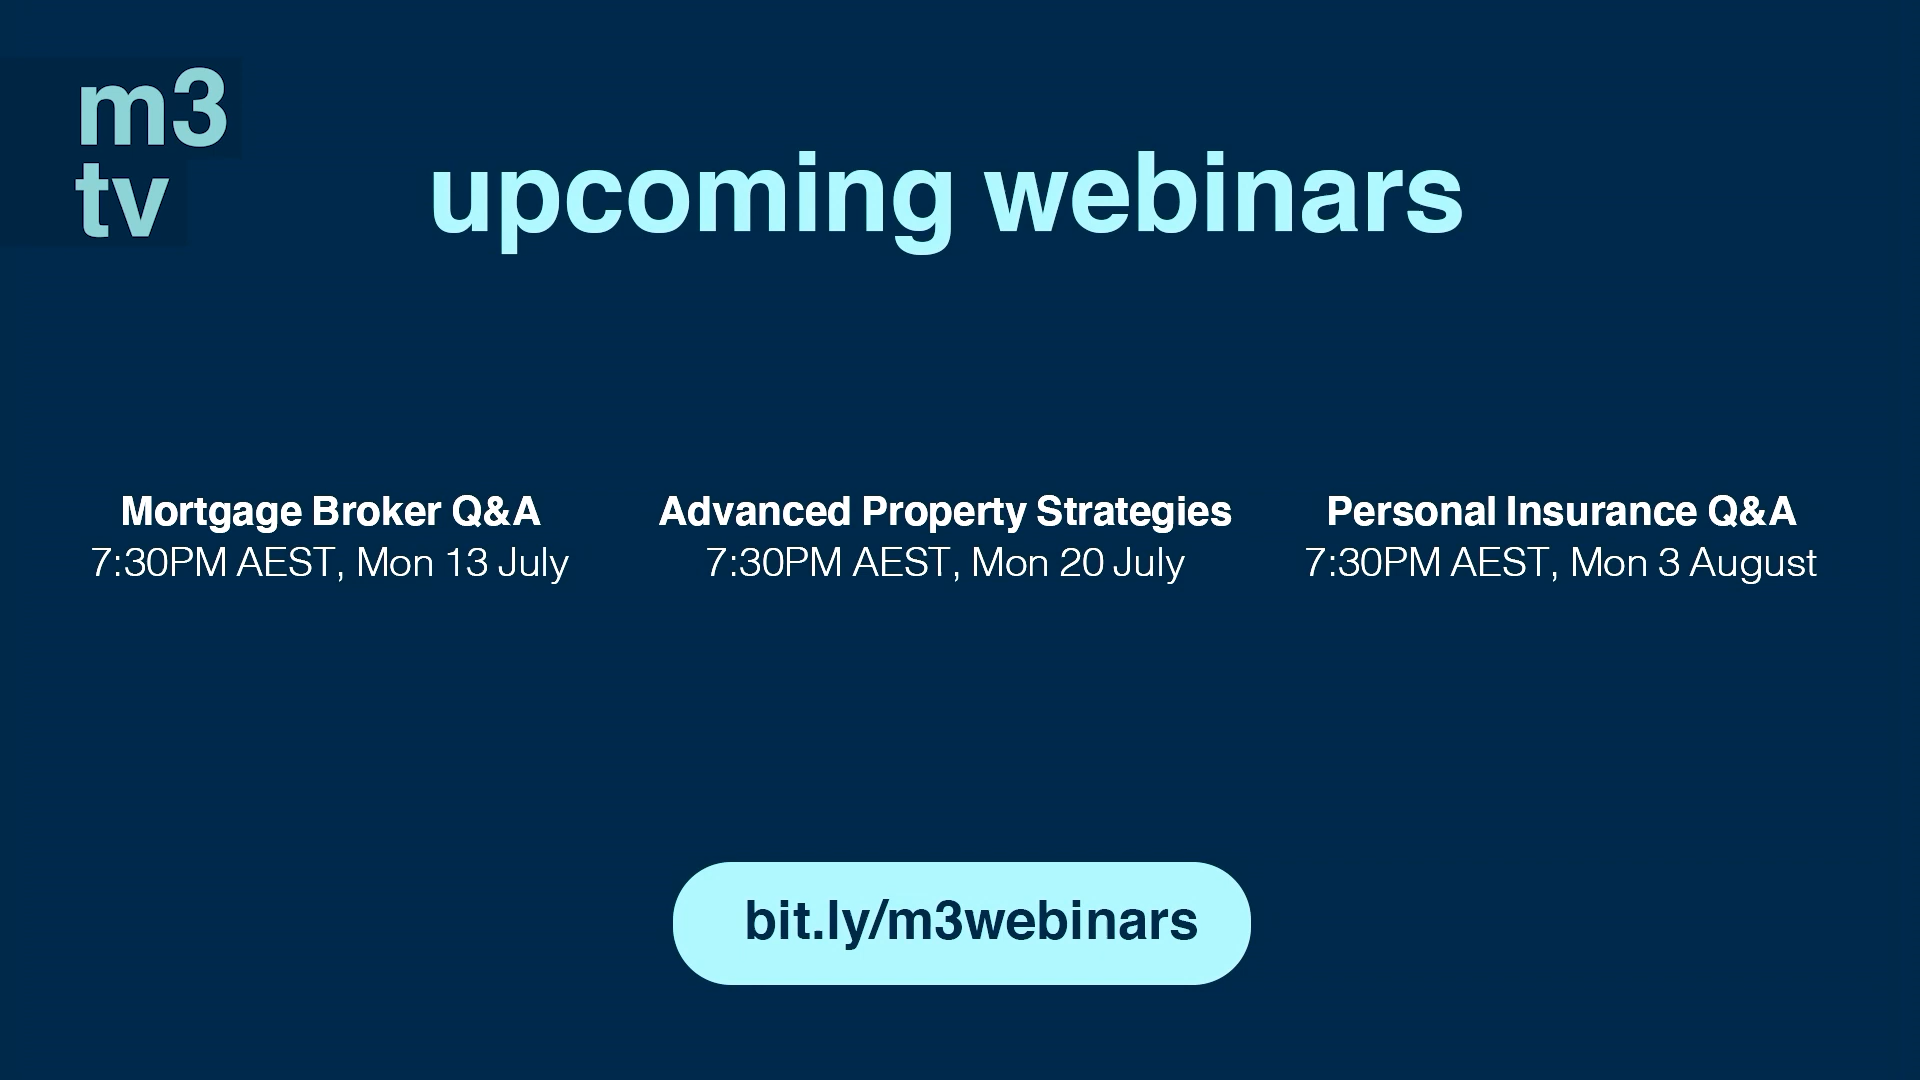 m3
tv
upcoming webinars
Mortgage Broker Q&A
7:30PM AEST, Mon 13 July
Advanced Property Strategies
7:30PM AEST, Mon 20 July
Personal Insurance Q&A
7:30PM AEST, Mon 3 August
bit.ly/m3webinars